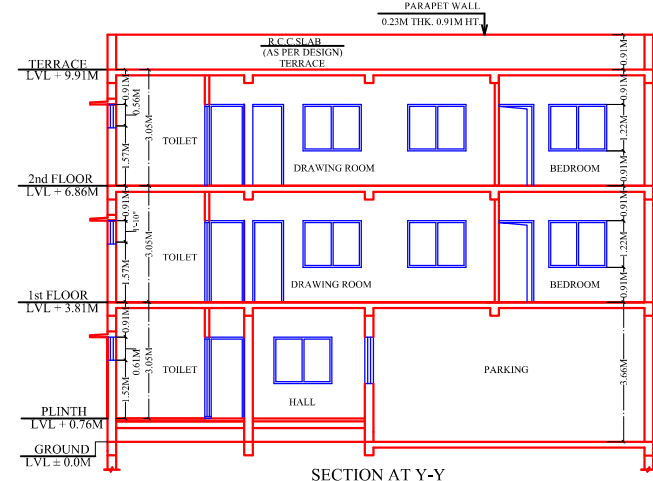 PARAPET WALL
0.23M THK. 0.91M HT.
R.C.C.SLAB
(AS PER DESIGN)
TERRACE
TERRACE
LVL + 9.91M
0.91M
0.91M
0.56M
3.05M
0.91M
1.22M
TOILET
DRAWING ROOM
BEDROOM
1.57M
0.91M
2nd FLOOR
LVL + 6.86M
0.91M
1'-10"
3.05M
0.91M
1.22M
TOILET
DRAWING ROOM
BEDROOM
1.57M
0.91M
1st FLOOR
LVL + 3.81M
0.91M
0.61M
3.05M
3.66M
TOILET
HALL
PARKING
1.52M
PLINTH
LVL + 0.76M
GROUND
LVL ± 0.0M
SECTION AT Y-Y